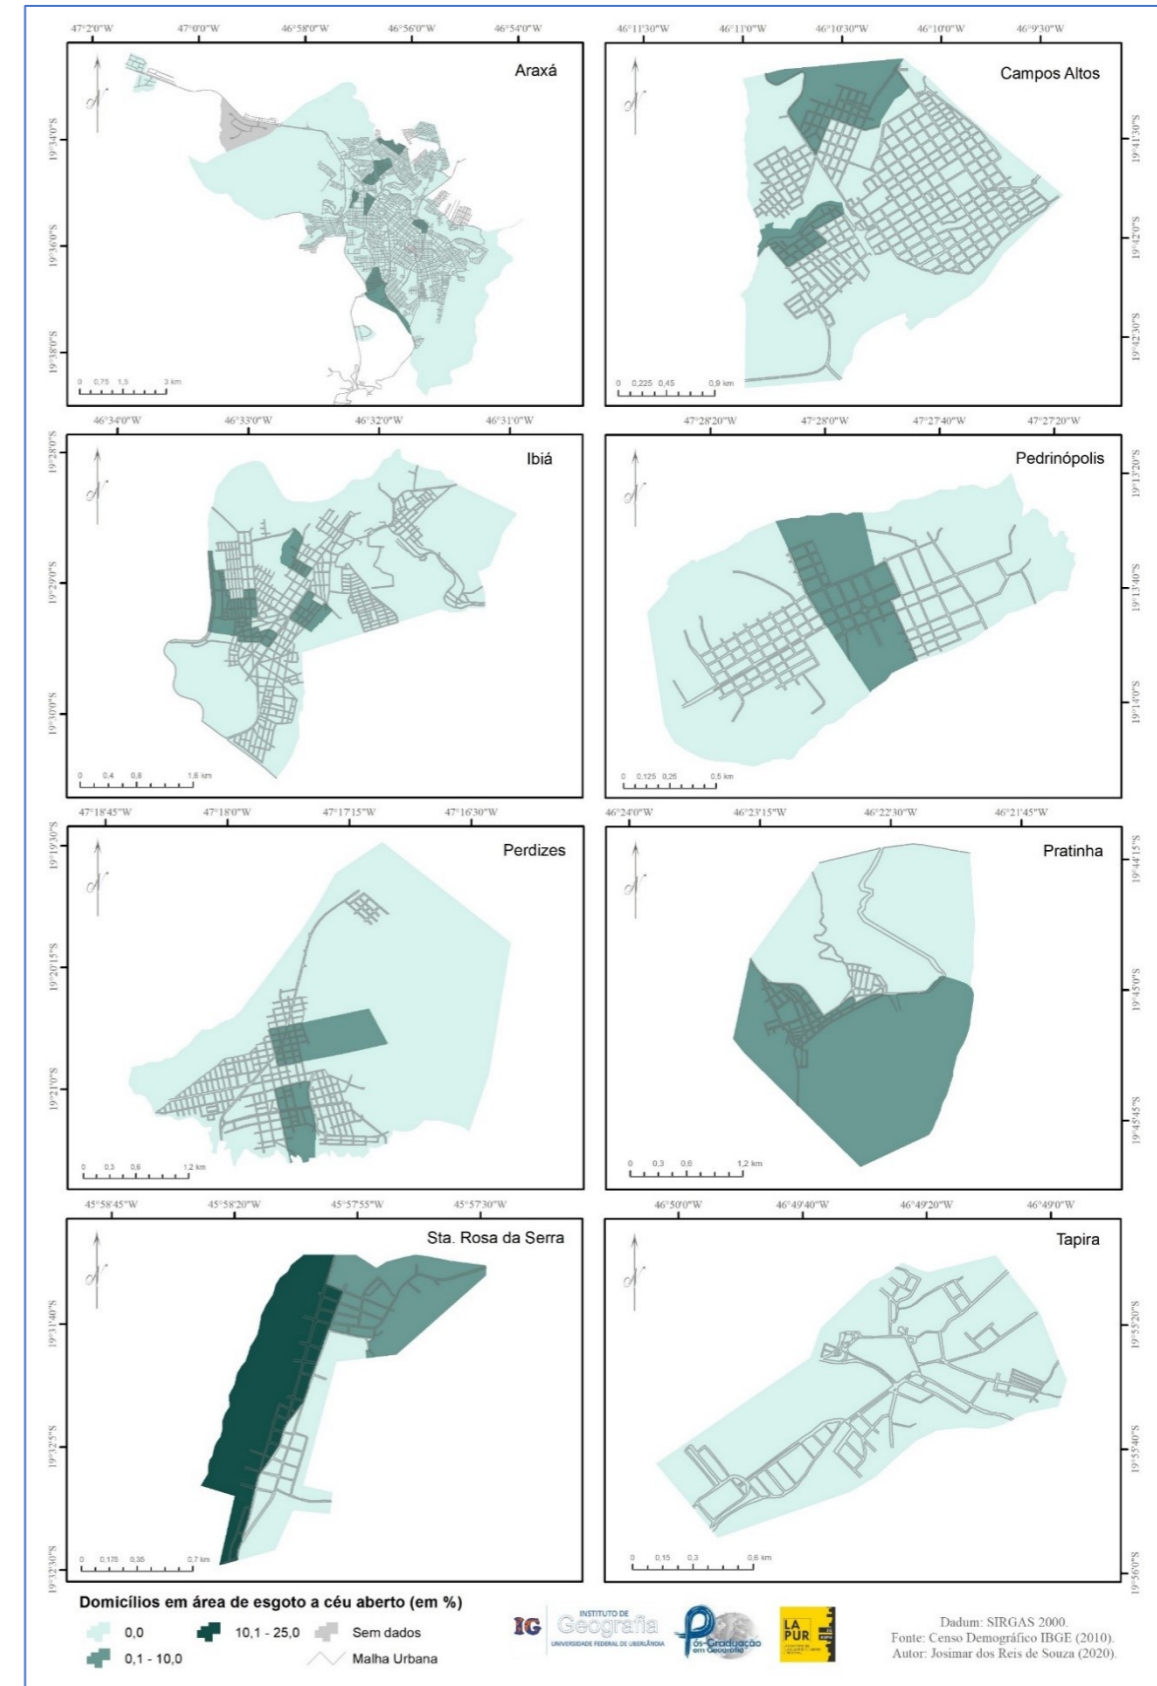 47°2'0"W 47°0'0"W 46°58'0"W 46°56'0"W 46°54'0"W
Araxá
19°34'0"S
19°36'0"S
19°38'0"S
0 0,75 1,5 3 km
46°11'30"W 46°11'0"W 46°10'30"W 46°10'0"W 46°9'30"W
Campos Altos
19°41'30"S
19°42'0"S
19°42'30"S
0 0,225 0,45 0,9 km
46°34'0"W 46°33'0"W 46°32'0"W 46°31'0"W
Ibiá
19°28'0"S
19°29'0"S
19°30'0"S
0 0,4 0,8 1,6 km
47°28'20"W 47°28'0"W 47°27'40"W 47°27'20"W
Pedrinópolis
19°13'20"S
19°13'40"S
19°14'0"S
0 0,125 0,25 0,5 km
47°18'45"W 47°18'0"W 47°17'15"W 47°16'30"W
Perdizes
19°19'30"S
19°20'15"S
19°21'0"S
0 0,3 0,6 1,2 km
46°24'0"W 46°23'15"W 46°22'30"W 46°21'45"W
Pratinha
19°44'15"S
19°45'0"S
19°45'45"S
0 0,3 0,6 1,2 km
45°58'45"W 45°58'20"W 45°57'55"W 45°57'30"W
Sta. Rosa da Serra
19°31'40"S
19°32'5"S
19°32'30"S
0 0,175 0,35 0,7 km
46°50'0"W 46°49'40"W 46°49'20"W 46°49'0"W
Tapira
19°55'20"S
19°55'40"S
19°56'0"S
0 0,15 0,3 0,6 km
Domicílios em área de esgoto a céu aberto (em %)
0,0 10,1 - 25,0 Sem dados
0,1 - 10,0 Malha Urbana
IG
INSTITUTO DE
Geografia
UNIVERSIDADE FEDERAL DE UBERLÂNDIA
Pós-Graduação
em Geografia
LA
PUR
Dadum: SIRGAS 2000.
Fonte: Censo Demográfico IBGE (2010).
Autor: Josimar dos Reis de Souza (2020).